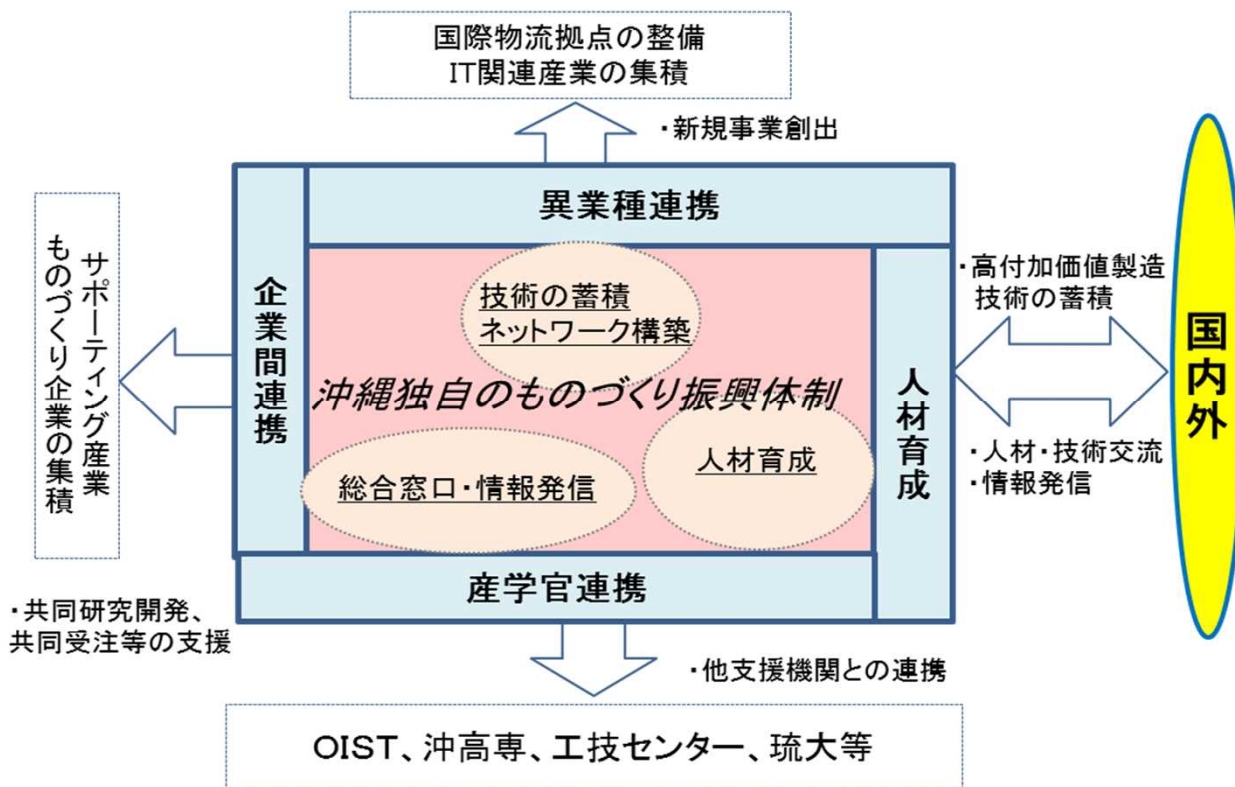 国際物流拠点の整備
IT関連産業の集積
・新規事業創出
異業種連携
サポーティング産業
ものづくり企業の集積
企業間連携
技術の蓄積
ネットワーク構築
沖縄独自のものづくり振興体制
総合窓口・情報発信
人材育成
人材育成
・高付加価値製造
技術の蓄積
国内外
・人材・技術交流
・情報発信
産学官連携
・共同研究開発、
共同受注等の支援
・他支援機関との連携
OIST、沖高専、工技センター、琉大等